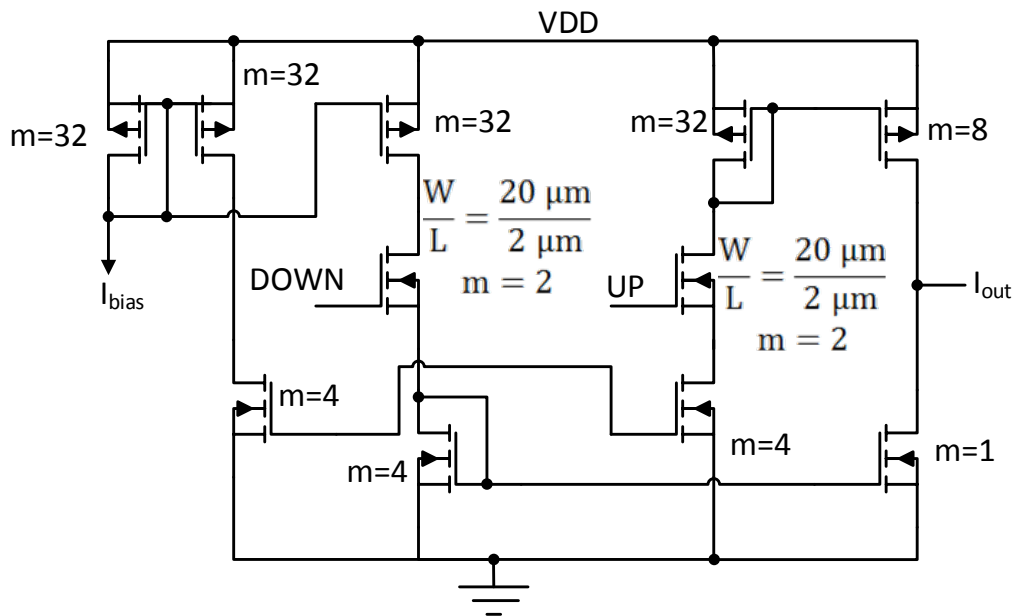 VDD
m=32
m=32
m=32
m=32
m=8
W/L = 20 μm/2 μm
m = 2
W/L = 20 μm/2 μm
m = 2
DOWN
UP
I_bias
I_out
m=4
m=4
m=4
m=1